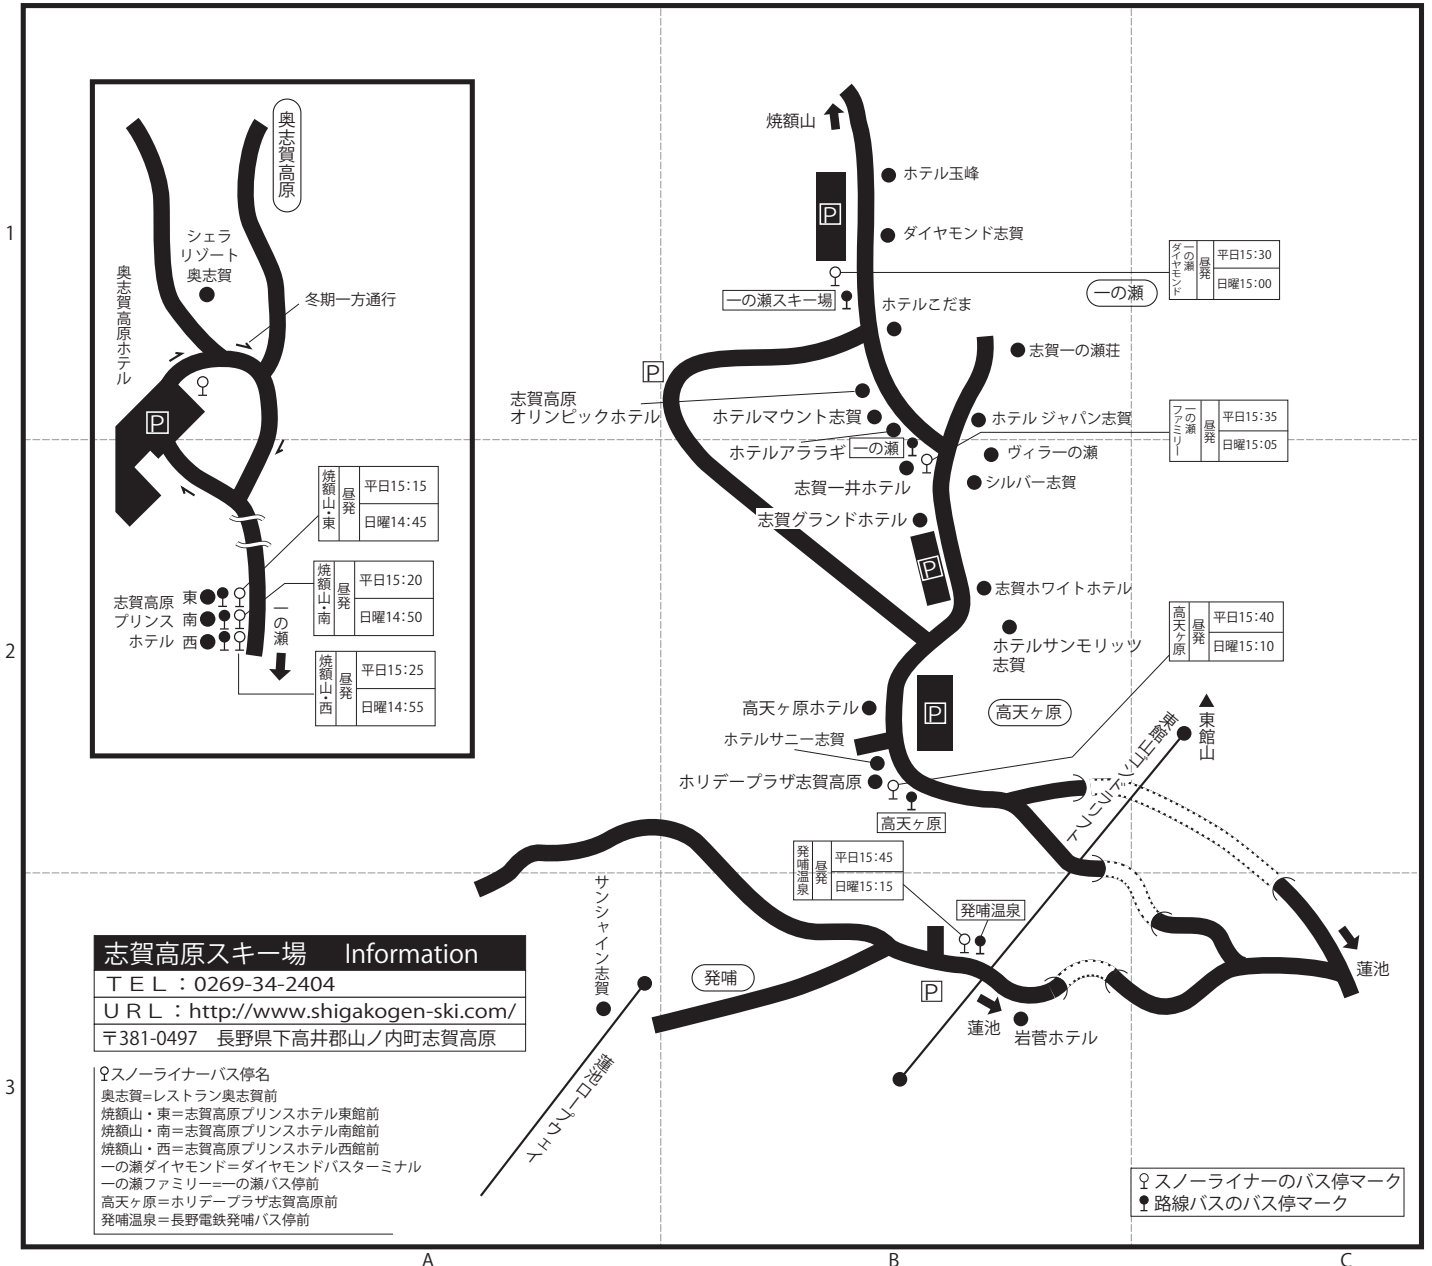 奥志賀高原
シェラ
リゾート
奥志賀
奥志賀高原ホテル
冬期一方通行
P
焼額山・東
昼発
平日15:15
日曜14:45
焼額山・南
昼発
平日15:20
日曜14:50
焼額山・西
昼発
平日15:25
日曜14:55
志賀高原
プリンス
ホテル
東
南
西
一の瀬
焼額山
ホテル玉峰
P
ダイヤモンド志賀
一の瀬
ダイヤモンド
昼発
平日15:30
日曜15:00
一の瀬
一の瀬スキー場
ホテルこだま
志賀一の瀬荘
P
志賀高原
オリンピックホテル
ホテルマウント志賀
ホテル ジャパン志賀
一の瀬
ファミリー
昼発
平日15:35
日曜15:05
ホテルアララギ
一の瀬
ヴィラ一の瀬
志賀一井ホテル
シルバー志賀
志賀グランドホテル
P
志賀ホワイトホテル
ホテルサンモリッツ
志賀
高天ヶ原
昼発
平日15:40
日曜15:10
高天ヶ原ホテル
P
高天ヶ原
東館山
東館山ゴンドラリフト
ホテルサニー志賀
ホリデープラザ志賀高原
高天ヶ原
発哺温泉
昼発
平日15:45
日曜15:15
発哺温泉
サンシャイン志賀
発哺
P
蓮池
岩菅ホテル
蓮池
蓮池ロープウェイ
志賀高原スキー場 Information
TEL:0269-34-2404
URL:http://www.shigakogen-ski.com/
〒381-0497 長野県下高井郡山ノ内町志賀高原
スノーライナーバス停名
奥志賀=レストラン奥志賀前
焼額山・東=志賀高原プリンスホテル東館前
焼額山・南=志賀高原プリンスホテル南館前
焼額山・西=志賀高原プリンスホテル西館前
一の瀬ダイヤモンド=ダイヤモンドバスターミナル
一の瀬ファミリー=一の瀬バス停前
高天ヶ原=ホリデープラザ志賀高原前
発哺温泉=長野電鉄発哺バス停前
スノーライナーのバス停マーク
路線バスのバス停マーク
1
2
3
A
B
C